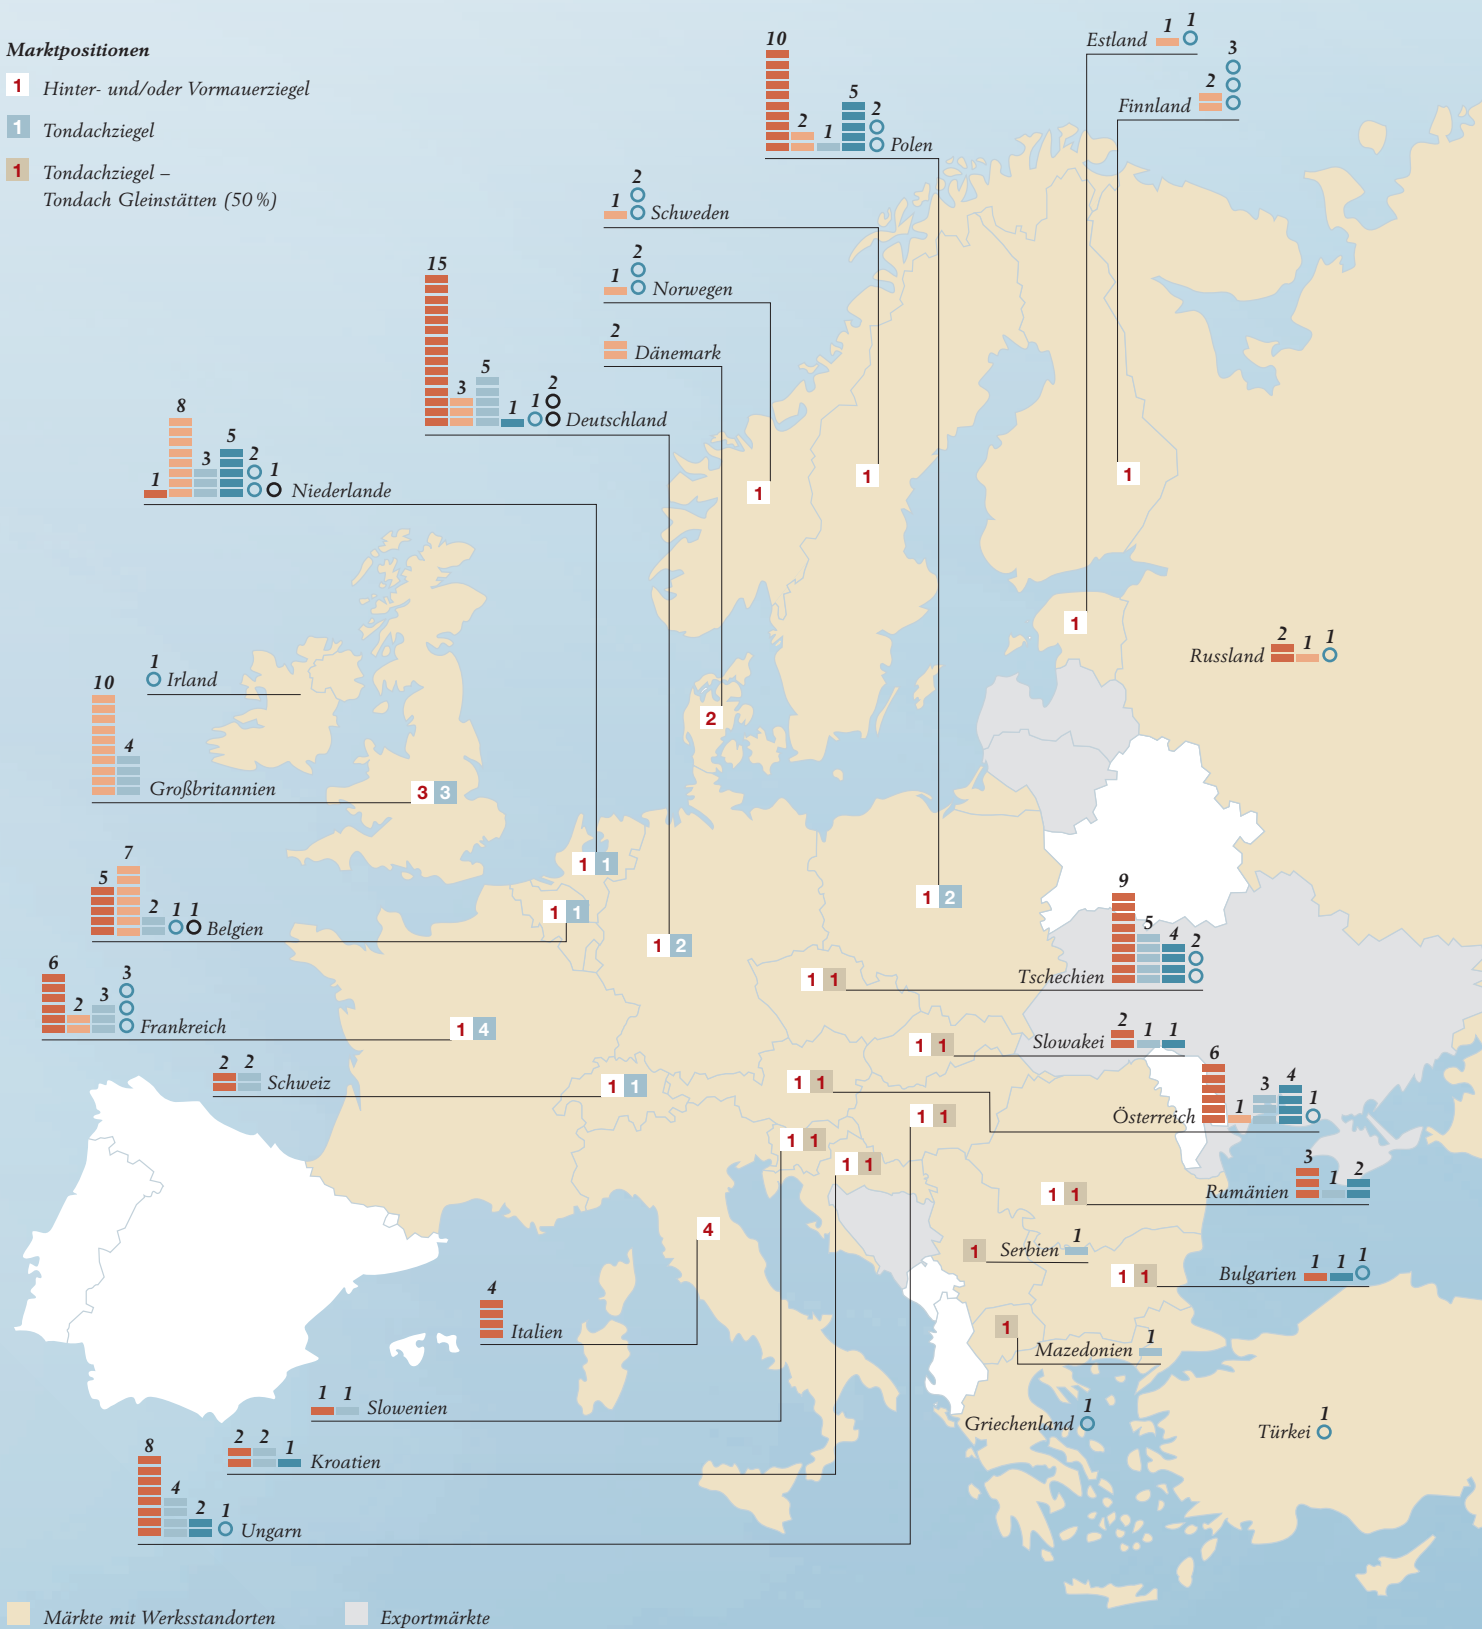 Marktpositionen
1 Hinter- und/oder Vormauerziegel
1 Tondachziegel
1 Tondachziegel –
Tondach Gleinstätten (50 %)
1 1
Estland
3
2
Finnland
10
2 1 5 2
Polen
1 2
Schweden
1 2
Norwegen
2
Dänemark
15
3 5 1 1 2
Deutschland
1 8 3 5 2 1
Niederlande
1
1
1
1
2
2 1 1
Russland
1
Irland
10
4
Großbritannien
3 3
1 1
1 1
1 2
1 2
5 7 2 1 1
Belgien
6 2 3 3
Frankreich
1 4
2 2
Schweiz
1 1
9 5 4 2
Tschechien
1 1
2 1 1
Slowakei
1 1
6 1 3 4 1
Österreich
1 1
1 1
1 1
1 1
3 1 2
Rumänien
1 1
1
Serbien
1
1 1 1
Bulgarien
1 1
4
4
Italien
1
1
Mazedonien
1
Griechenland
1
Türkei
1 1
Slowenien
2 2 1
Kroatien
8 4 2 1
Ungarn
Märkte mit Werksstandorten
Exportmärkte